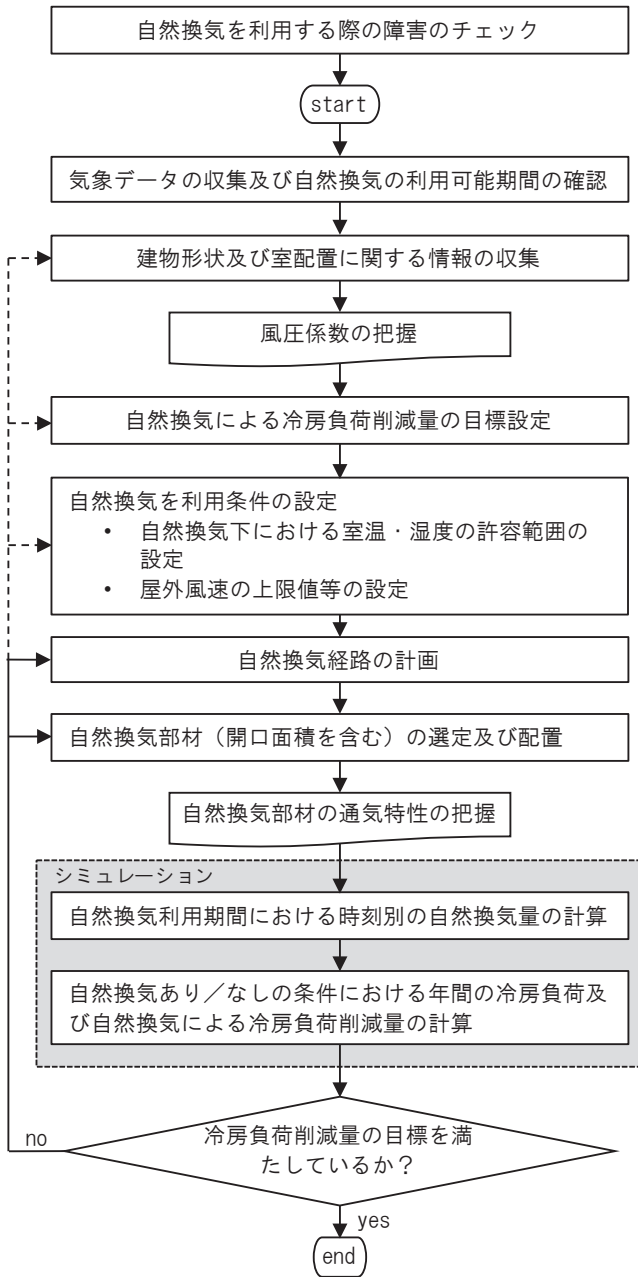 自然換気を利用する際の障害のチェック
start
気象データの収集及び自然換気の利用可能期間の確認
建物形状及び室配置に関する情報の収集
風圧係数の把握
自然換気による冷房負荷削減量の目標設定
自然換気を利用条件の設定
• 自然換気下における室温・湿度の許容範囲の
設定
• 屋外風速の上限値等の設定
自然換気経路の計画
自然換気部材（開口面積を含む）の選定及び配置
自然換気部材の通気特性の把握
シミュレーション
自然換気利用期間における時刻別の自然換気量の計算
自然換気あり／なしの条件における年間の冷房負荷及
び自然換気による冷房負荷削減量の計算
no
冷房負荷削減量の目標を満
たしているか？
yes
end